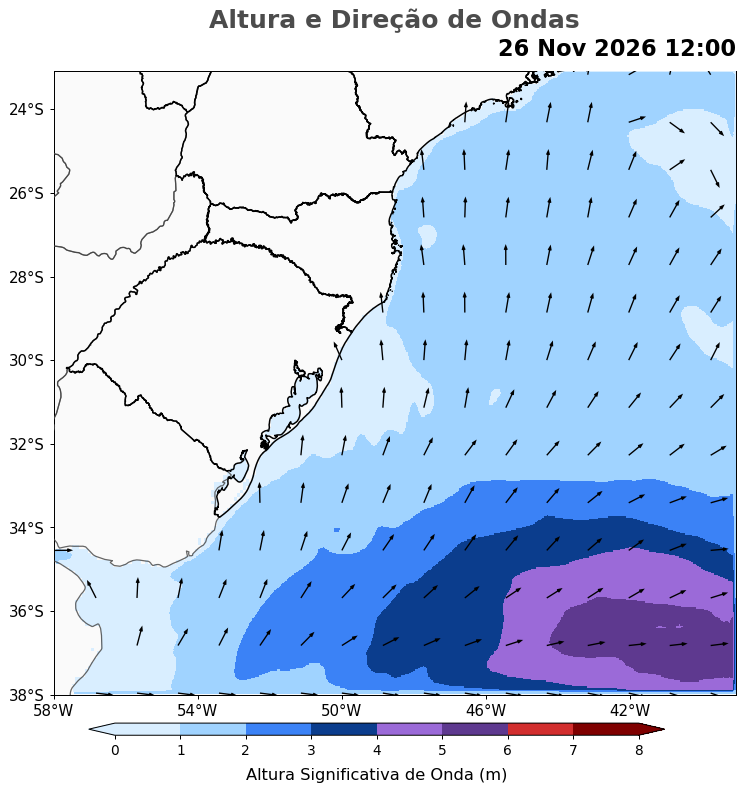 Altura e Direção de Ondas
26 Nov 2026 12:00
24°S
26°S
28°S
30°S
32°S
34°S
36°S
38°S
58°W 54°W 50°W 46°W 42°W
0 1 2 3 4 5 6 7 8
Altura Significativa de Onda (m)